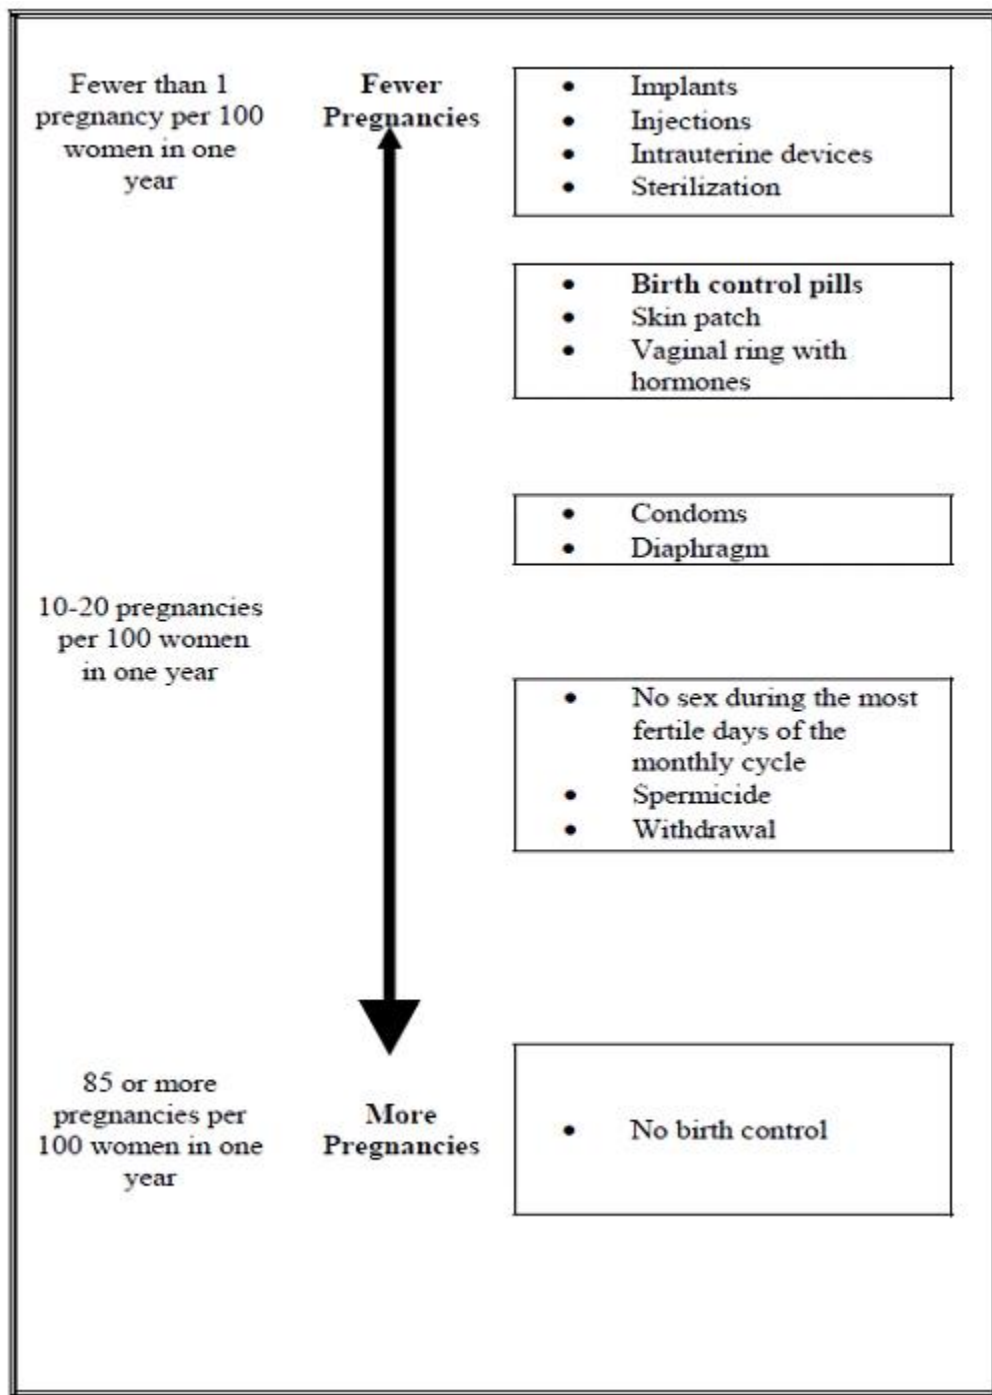 Fewer than 1
pregnancy per 100
women in one
year
Fewer
Pregnancies
• Implants
• Injections
• Intrauterine devices
• Sterilization
• Birth control pills
• Skin patch
• Vaginal ring with
hormones
• Condoms
• Diaphragm
10-20 pregnancies
per 100 women
in one year
• No sex during the most
fertile days of the
monthly cycle
• Spermicide
• Withdrawal
85 or more
pregnancies per
100 women in one
year
More
Pregnancies
• No birth control